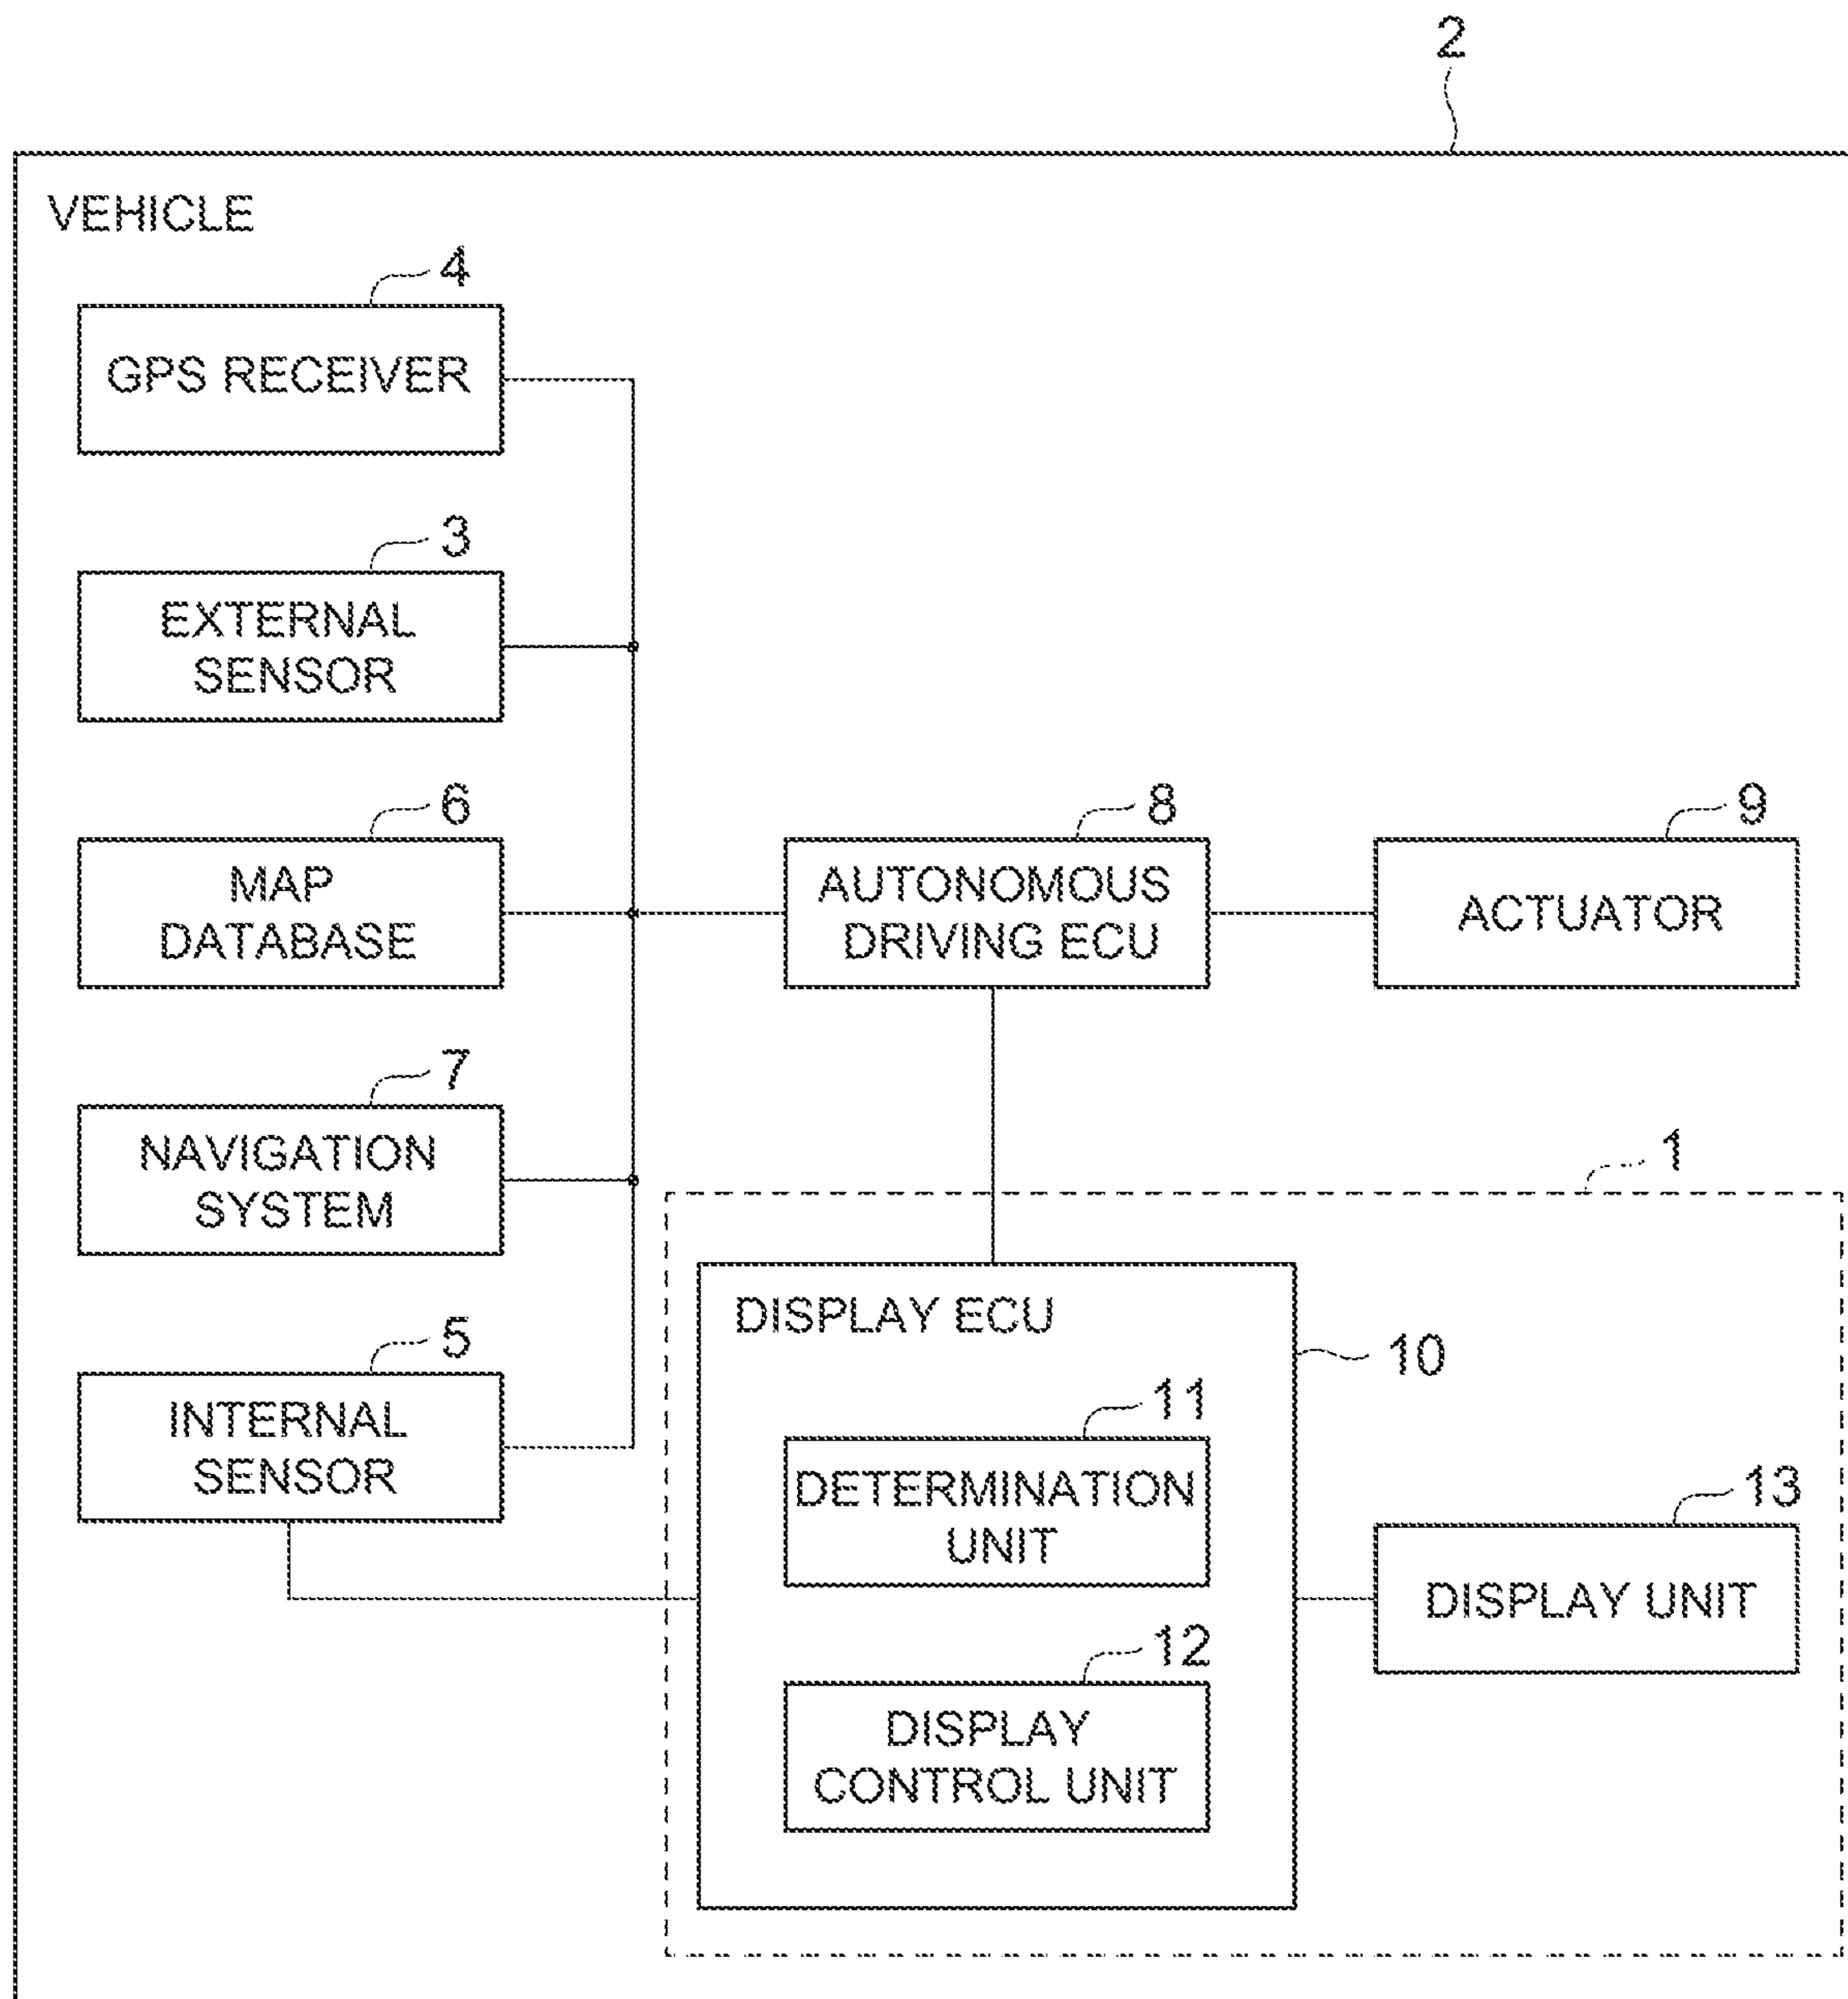 2
VEHICLE
4
GPS RECEIVER
3
EXTERNAL
SENSOR
6
MAP
DATABASE
8
AUTONOMOUS
DRIVING ECU
9
ACTUATOR
7
NAVIGATION
SYSTEM
1
5
INTERNAL
SENSOR
DISPLAY ECU
10
11
DETERMINATION
UNIT
13
DISPLAY UNIT
12
DISPLAY
CONTROL UNIT